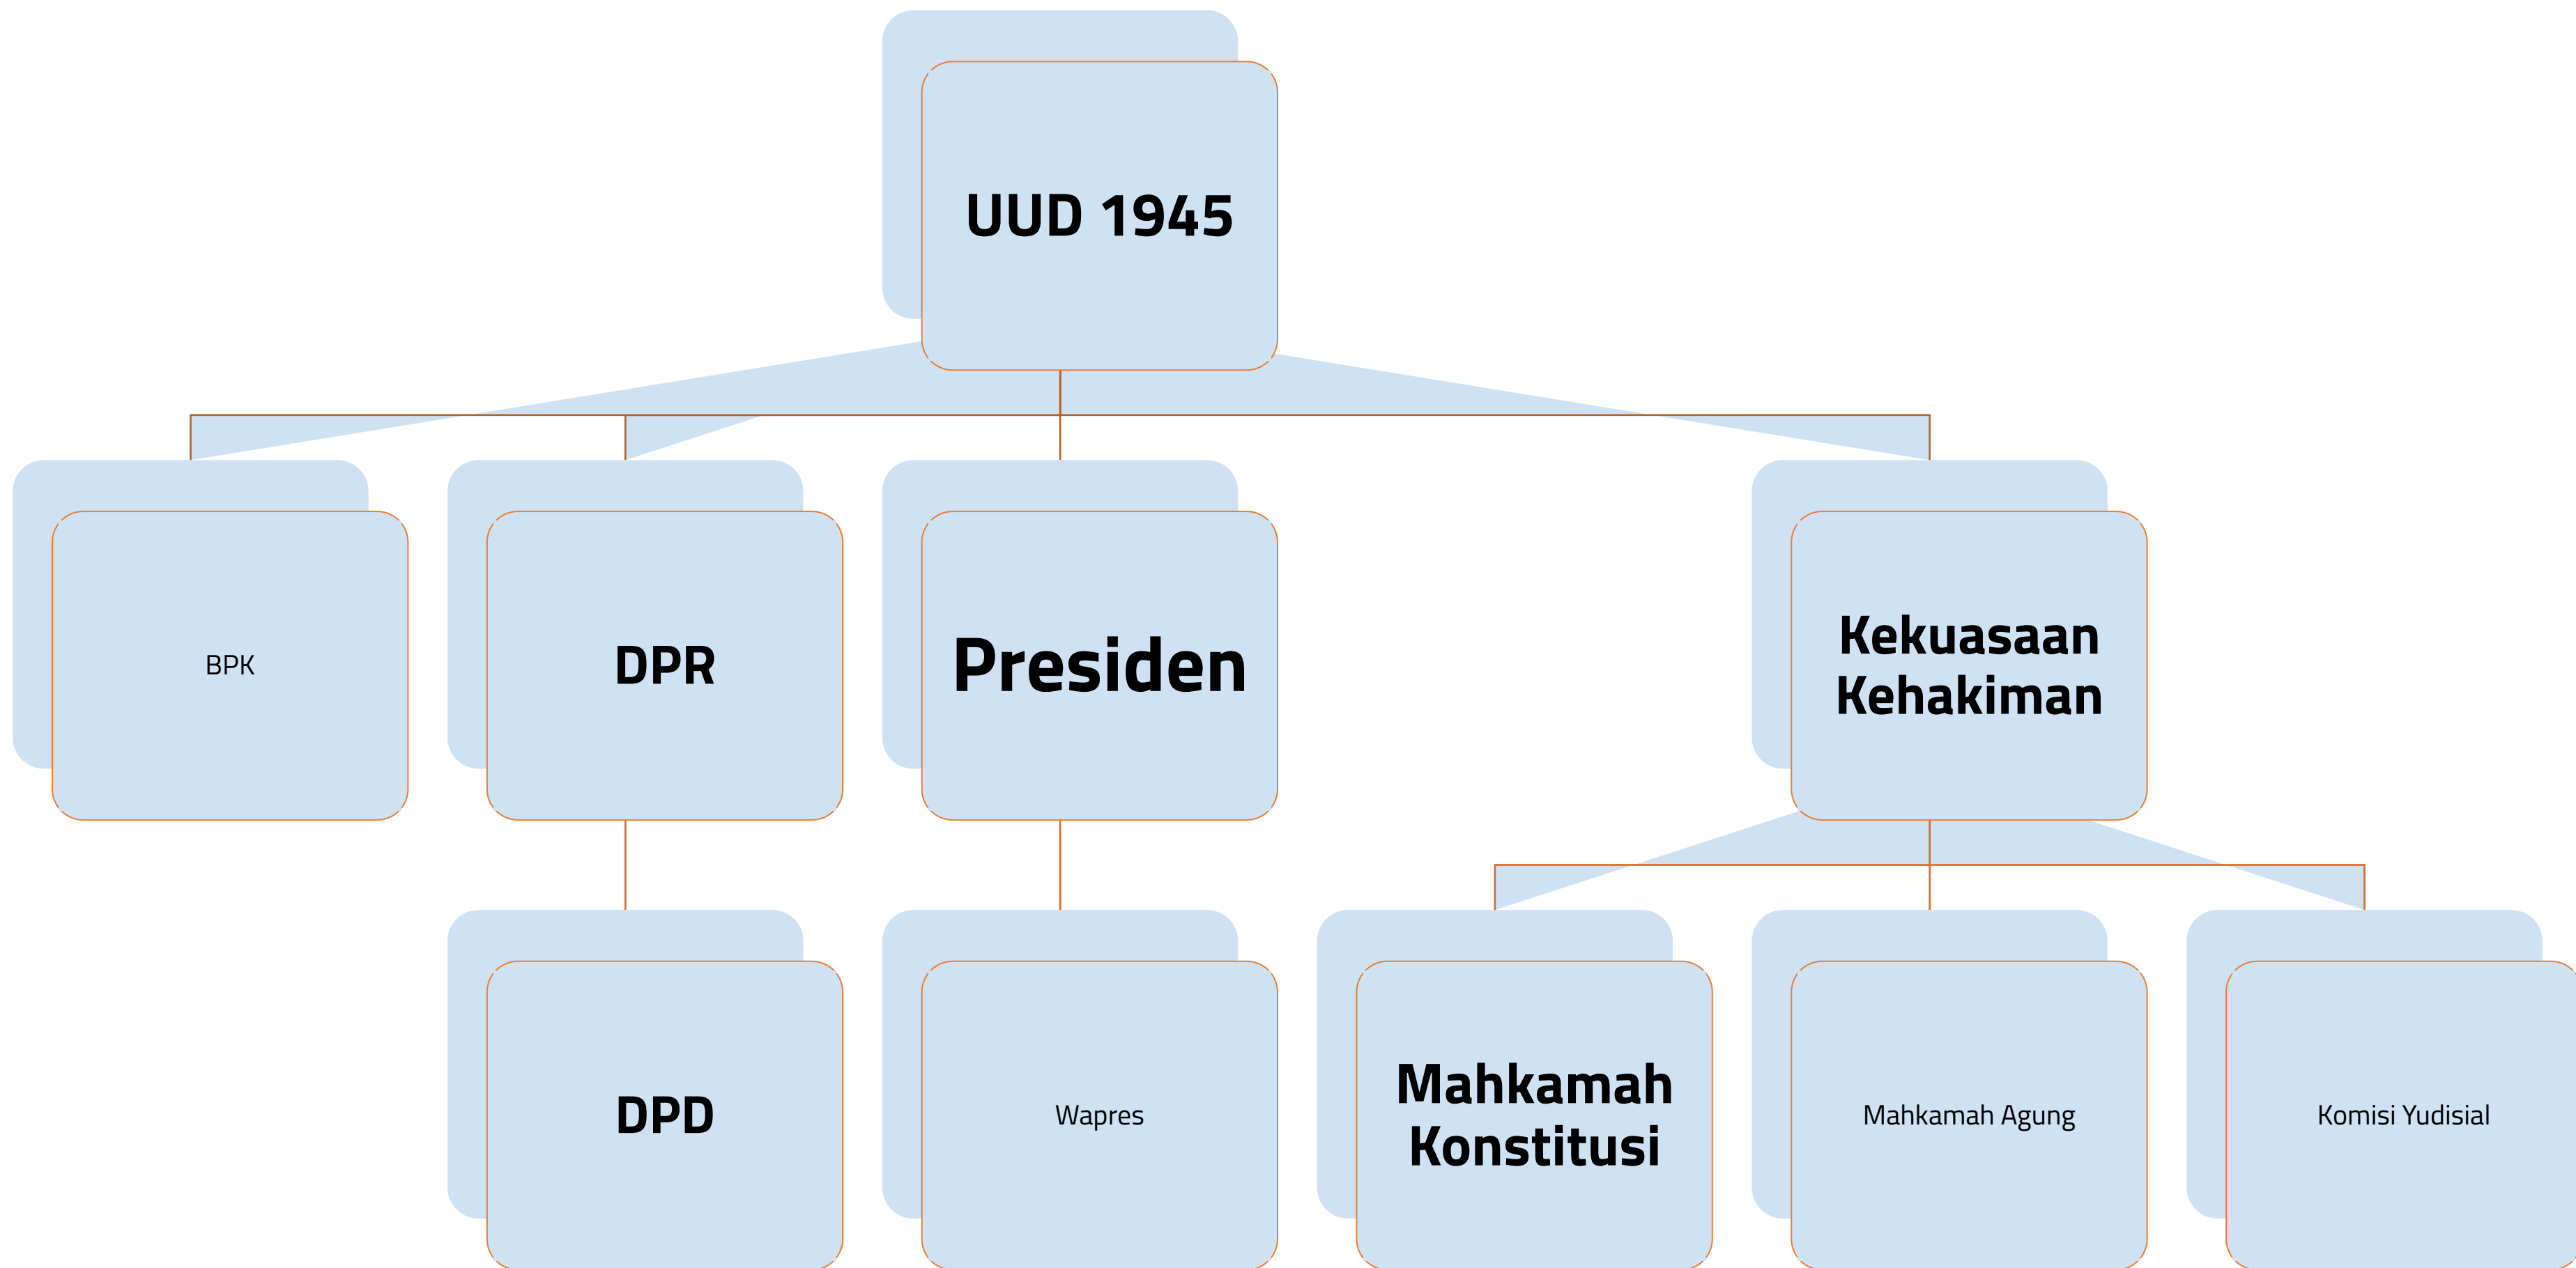 UUD 1945
BPK
DPR
Presiden
Kekuasaan
Kehakiman
DPD
Wapres
Mahkamah
Konstitusi
Mahkamah Agung
Komisi Yudisial